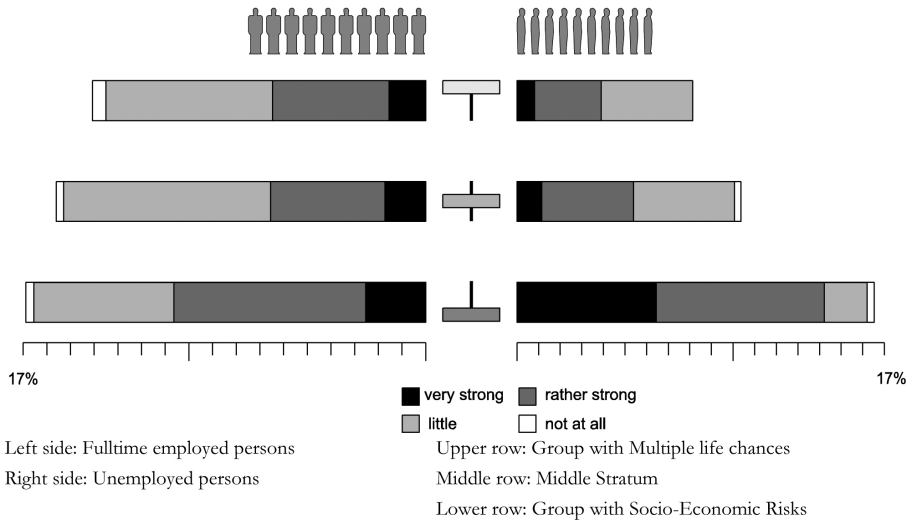 17%
17%
very strong rather strong
little not at all
Left side: Fulltime employed persons
Right side: Unemployed persons
Upper row: Group with Multiple life chances
Middle row: Middle Stratum
Lower row: Group with Socio-Economic Risks